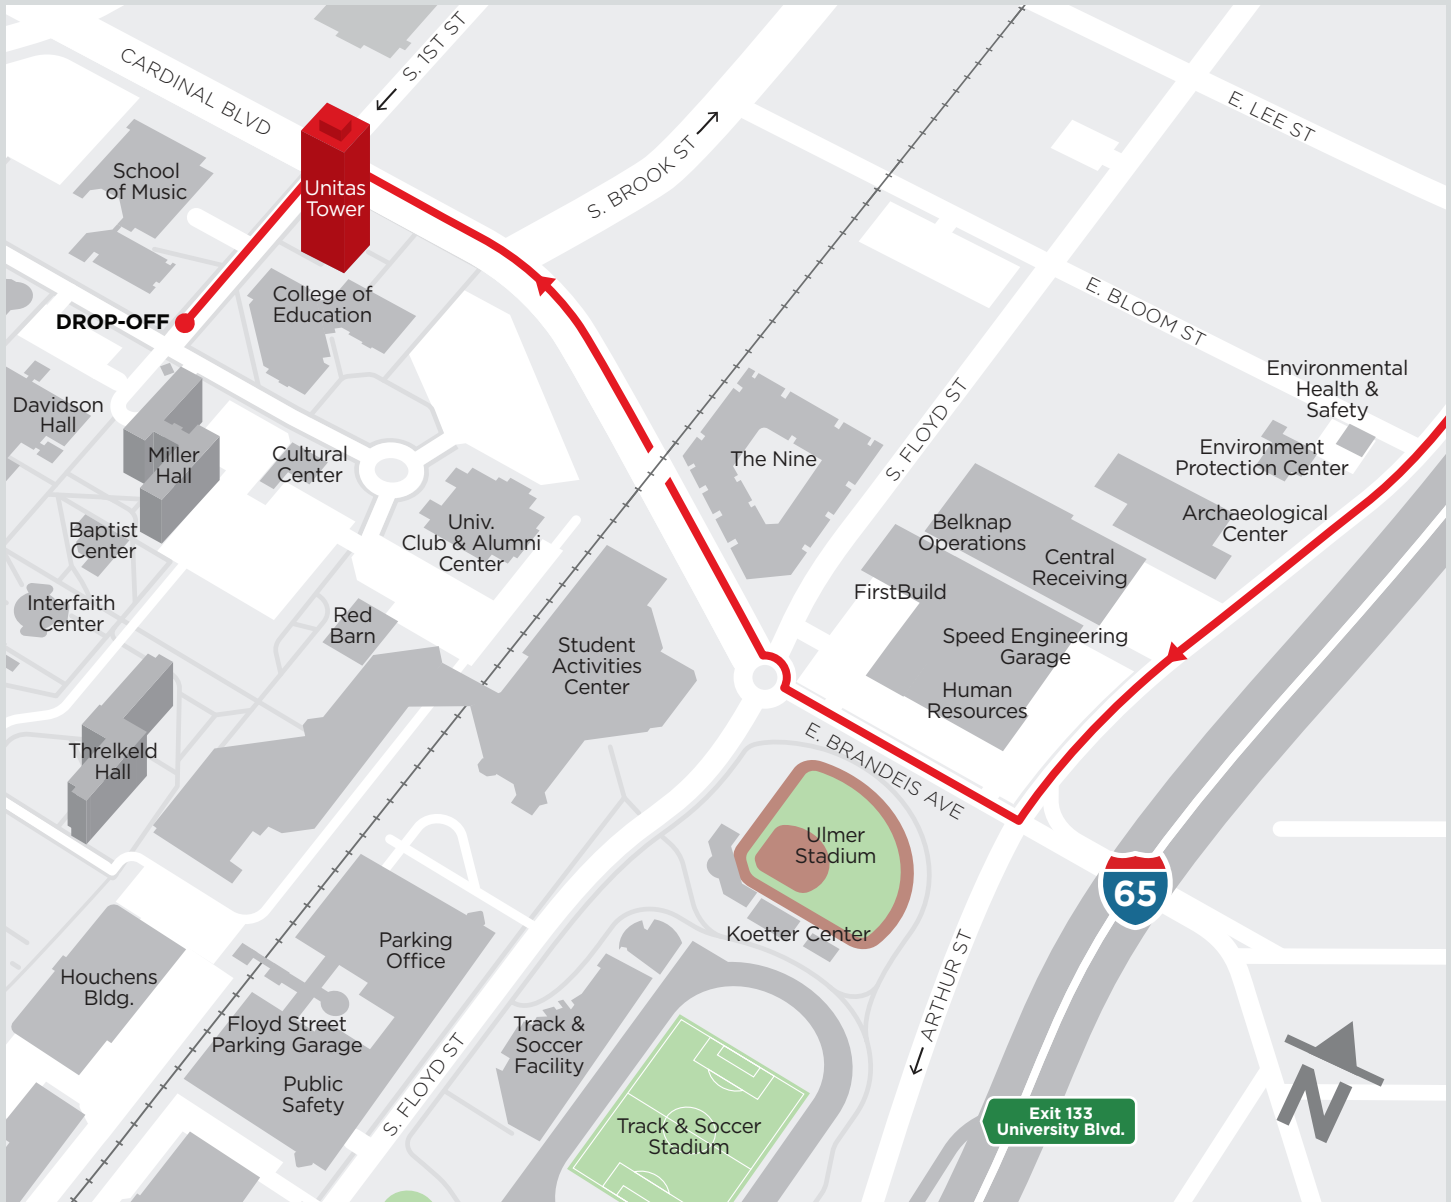 S. 1ST ST
CARDINAL BLVD
E. LEE ST
School
of Music
Unitas
Tower
S. BROOK ST
E. BLOOM ST
College of
Education
DROP-OFF
Environmental
Health &
Safety
Davidson
Hall
S. FLOYD ST
Miller
Hall
Cultural
Center
The Nine
Environment
Protection Center
Archaeological
Center
Univ.
Club & Alumni
Center
Belknap
Operations
Central
Receiving
Baptist
Center
FirstBuild
Interfaith
Center
Red
Barn
Student
Activities
Center
Speed Engineering
Garage
Human
Resources
Threlkeld
Hall
E. BRANDEIS AVE
Ulmer
Stadium
65
Koetter Center
Parking
Office
Houchens
Bldg.
ARTHUR ST
Floyd Street
Parking Garage
Track &
Soccer
Facility
S. FLOYD ST
Public
Safety
Track & Soccer
Stadium
Exit 133
University Blvd.
N